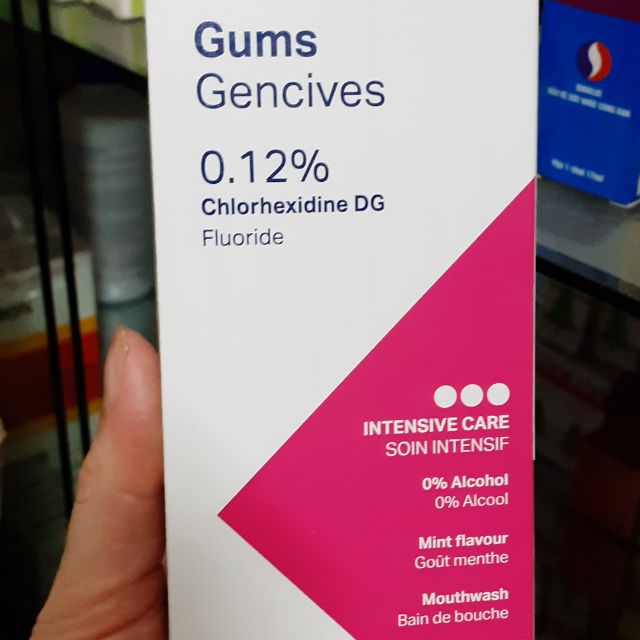 Gums
Gencives
0.12%
Chlorhexidine DG
Fluoride
INTENSIVE CARE
SOIN INTENSIF
0% Alcohol
0% Alcool
Mint flavour
Goût menthe
Mouthwash
Bain de bouche